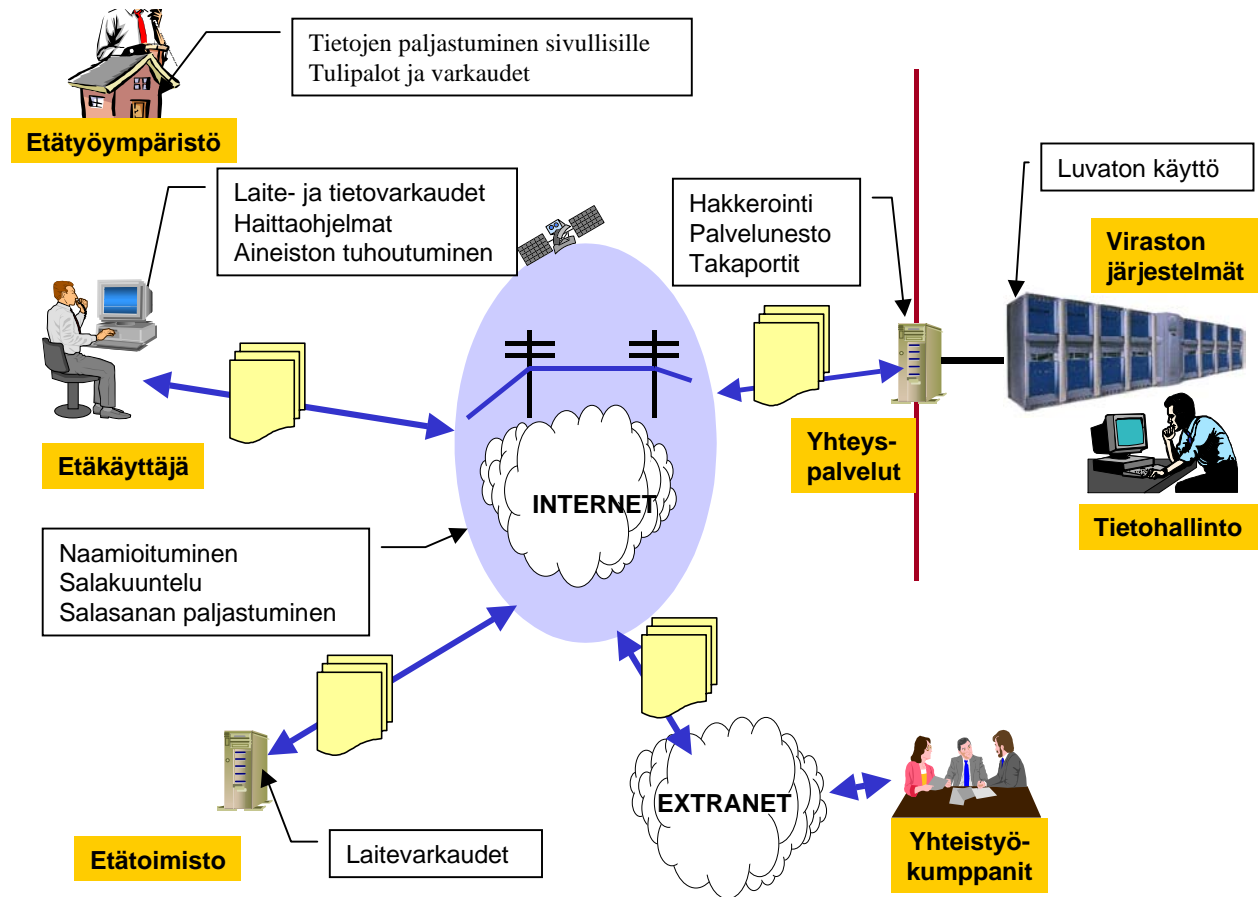 Tietojen paljastuminen sivullisille
Tulipalot ja varkaudet
Etätyöympäristö
Laite- ja tietovarkaudet
Haittaohjelmat
Aineiston tuhoutuminen
Hakkerointi
Palvelunesto
Takaportit
Luvaton käyttö
Viraston
järjestelmät
Etäkäyttäjä
Yhteys-
palvelut
Tietohallinto
INTERNET
Naamioituminen
Salakuuntelu
Salasanan paljastuminen
EXTRANET
Etätoimisto
Laitevarkaudet
Yhteistyö-
kumppanit